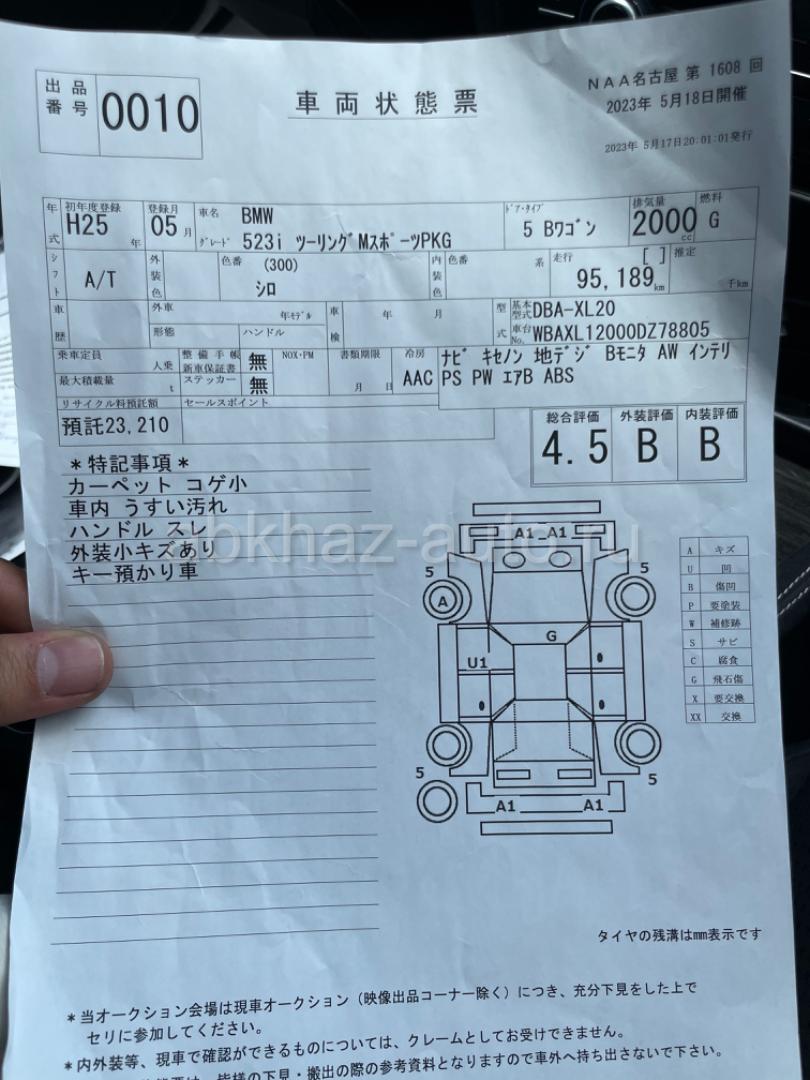 出品番号 0010
車両状態票
NAA名古屋 第 1608 回
2023年 5月18日開催
2023年 5月17日20:01:01発行
年式 初年度登録 H25 年 登録月 05 月 車名 BMW グレード 523i ツーリングMスポーツPKG ドア・タイプ 5 Bワゴン 排気量 2000 cc 燃料 G
シフト A/T 外装色 色番 (300) シロ 内装色 色番 系 走行 [ ] 95,189 km 推定 千km
車歴 外車 年モデル 形態 ハンドル 車検 年 月 型式 基本型式 DBA-XL20
車台No. WBAXL12000DZ78805
乗車定員 人乗 整備手帳 新車保証書 無 NOX・PM 書類期限 月 日 冷房 AAC ナビ キセノン 地デジ Bモニタ AW インテリ
最大積載量 t ステッカー 無 PS PW エアB ABS
リサイクル料預託額 預託23,210 セールスポイント
総合評価 外装評価 内装評価
4.5 B B
*特記事項*
カーペット コゲ小
車内 うすい汚れ
ハンドル スレ
外装小キズあり
キー預かり車
abkhaz-auto.ru
A1 A1
5 5
A
G
U1
5 5
A1 A1
A キズ
U 凹
B 傷凹
P 要塗装
W 補修跡
S サビ
C 腐食
G 飛石傷
X 要交換
XX 交換
タイヤの残溝はmm表示です
*当オークション会場は現車オークション（映像出品コーナー除く）につき、充分下見をした上で
セリに参加してください。
*内外装等、現車で確認ができるものについては、クレームとしてお受けできません。
皆様の下見・搬出の際の参考資料となりますので車外へ持ち出さないで下さい。